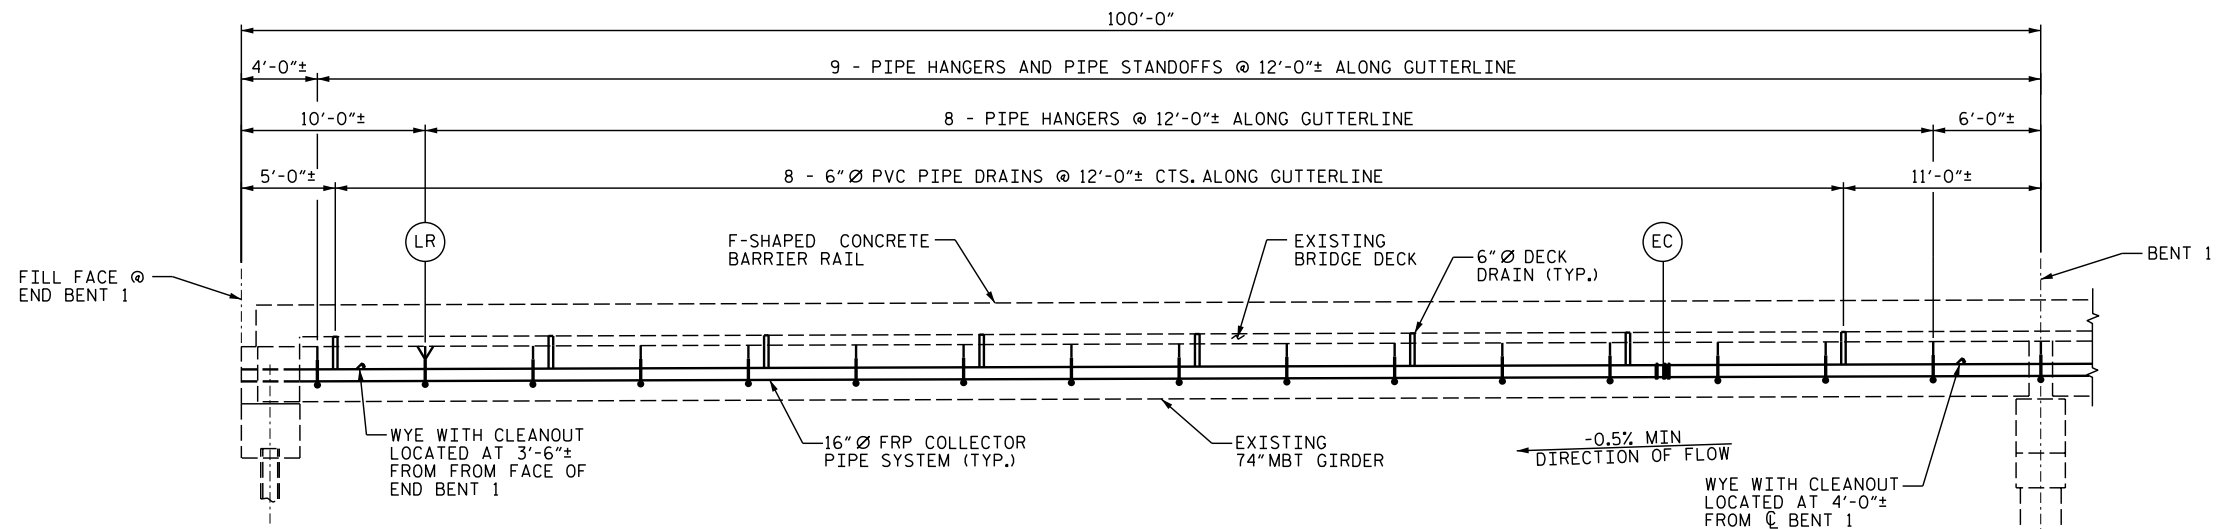 100'-0"
4'-0"±
9 - PIPE HANGERS AND PIPE STANDOFFS @ 12'-0"± ALONG GUTTERLINE
10'-0"±
8 - PIPE HANGERS @ 12'-0"± ALONG GUTTERLINE
6'-0"±
5'-0"±
8 - 6"Ø PVC PIPE DRAINS @ 12'-0"± CTS. ALONG GUTTERLINE
11'-0"±
LR
F-SHAPED CONCRETE
BARRIER RAIL
EXISTING
BRIDGE DECK
6"Ø DECK
DRAIN (TYP.)
EC
BENT 1
FILL FACE @
END BENT 1
WYE WITH CLEANOUT
LOCATED AT 3'-6"±
FROM FROM FACE OF
END BENT 1
16"Ø FRP COLLECTOR
PIPE SYSTEM (TYP.)
EXISTING
74"MBT GIRDER
-0.5% MIN
DIRECTION OF FLOW
WYE WITH CLEANOUT
LOCATED AT 4'-0"±
FROM ℄ BENT 1